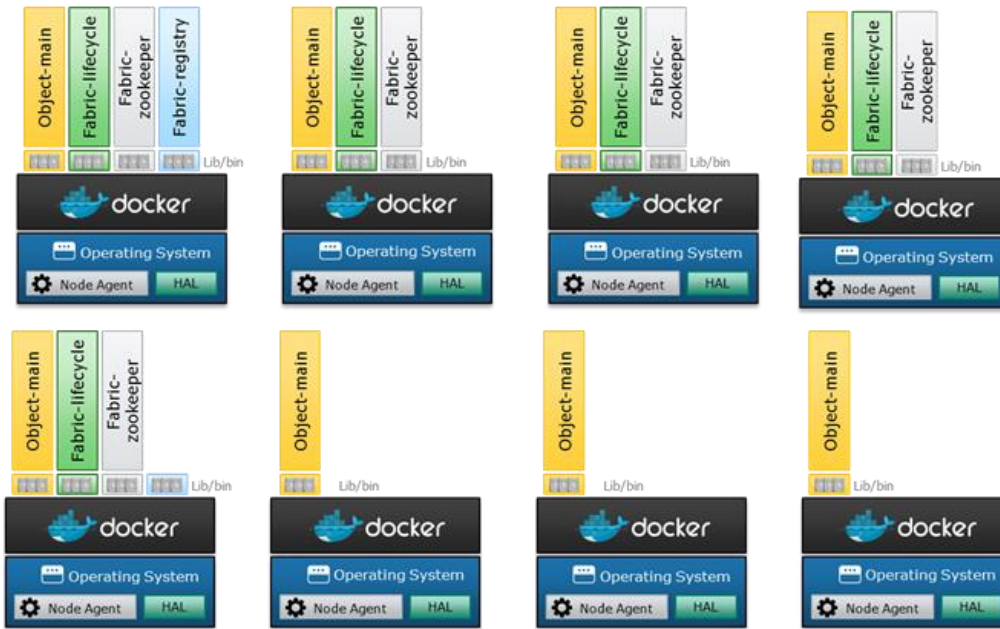 Object-main
Fabric-lifecycle
Fabric-
zookeeper
Fabric-registry
Lib/bin
docker
Operating System
Node Agent
HAL
Object-main
Fabric-lifecycle
Fabric-
zookeeper
Lib/bin
docker
Operating System
Node Agent
HAL
Object-main
Fabric-lifecycle
Fabric-
zookeeper
Lib/bin
docker
Operating System
Node Agent
HAL
Object-main
Fabric-lifecycle
Fabric-
zookeeper
Lib/bin
docker
Operating System
Node Agent
HAL
Object-main
Fabric-lifecycle
Fabric-
zookeeper
Lib/bin
docker
Operating System
Node Agent
HAL
Object-main
Lib/bin
docker
Operating System
Node Agent
HAL
Object-main
Lib/bin
docker
Operating System
Node Agent
HAL
Object-main
Lib/bin
docker
Operating System
Node Agent
HAL